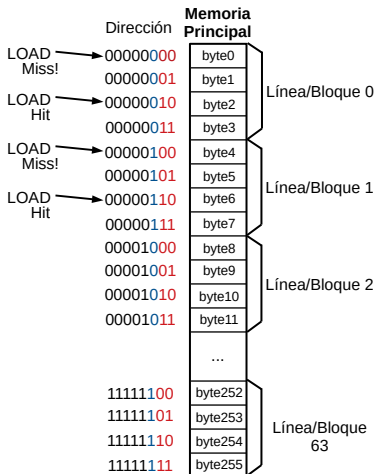 Dirección
Memoria
Principal
LOAD
Miss!
00000000
byte0
00000001
byte1
LOAD
Hit
00000010
byte2
00000011
byte3
Línea/Bloque 0
LOAD
Miss!
00000100
byte4
00000101
byte5
LOAD
Hit
00000110
byte6
00000111
byte7
Línea/Bloque 1
00001000
byte8
00001001
byte9
00001010
byte10
00001011
byte11
Línea/Bloque 2
...
11111100
byte252
11111101
byte253
11111110
byte254
11111111
byte255
Línea/Bloque
63